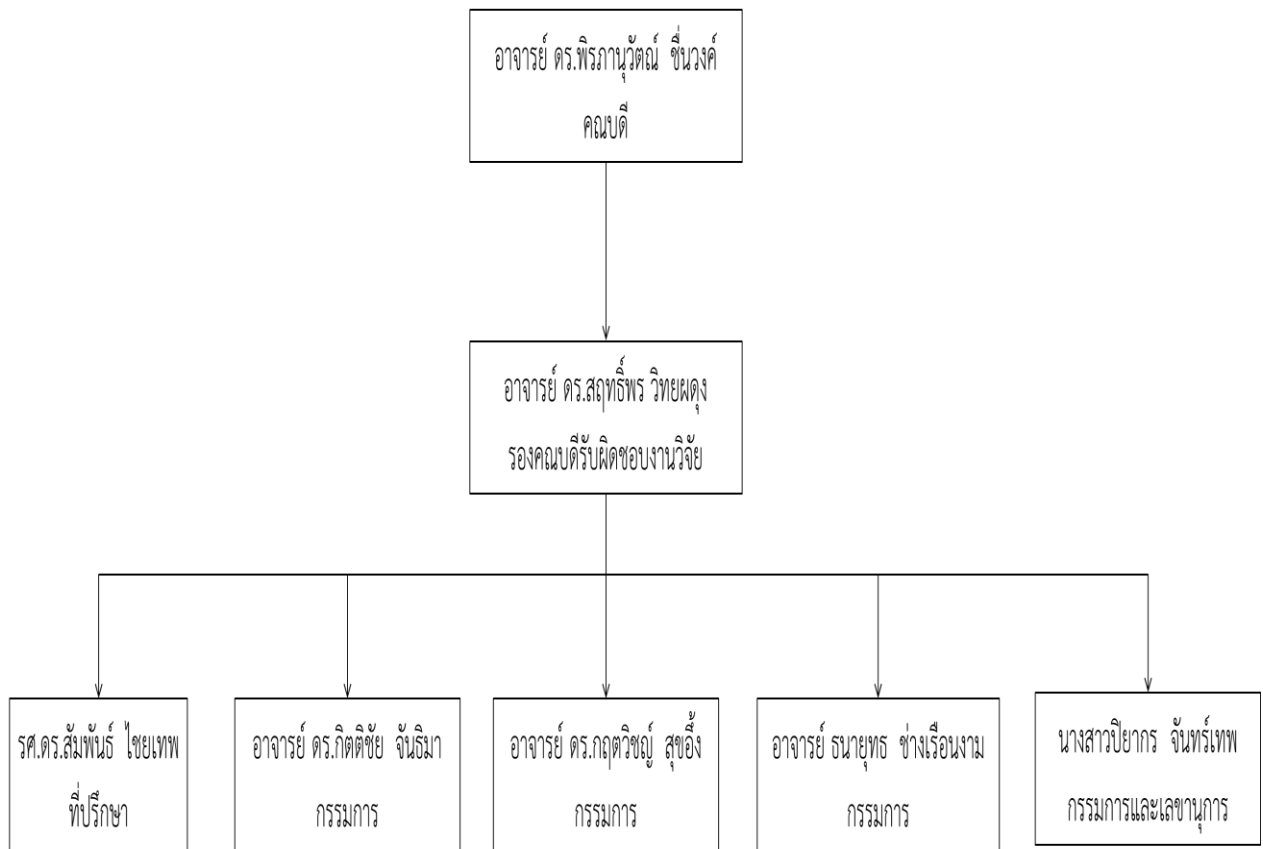 อาจารย์ ดร.พิรภานุวัตณ์  ชื่นวงค์
คณบดี
อาจารย์ ดร.สฤทธิ์พร วิทยผดุง
รองคณบดีรับผิดชอบงานวิจัย
รศ.ดร.สัมพันธ์  ไชยเทพ
ที่ปรึกษา
อาจารย์ ดร.กิตติชัย  จันธิมา
กรรมการ
อาจารย์ ดร.กฤตวิชญ์  สุขอึ้ง
กรรมการ
อาจารย์ ธนายุทธ  ช่างเรือนงาม
กรรมการ
นางสาวปิยากร  จันทร์เทพ
กรรมการและเลขานุการ